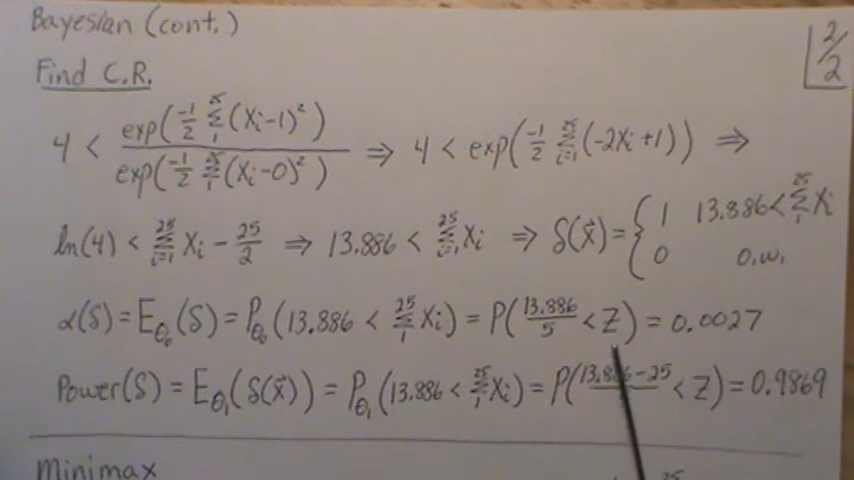 Bayesian (cont.)
2/2
Find C.R.
4 < exp(-1/2 Σ_1^25 (Xi-1)²) / exp(-1/2 Σ_1^25 (Xi-0)²) ⇒ 4 < exp(-1/2 Σ_{i=1}^25 (-2Xi+1)) ⇒
ln(4) < Σ_{i=1}^25 Xi - 25/2 ⇒ 13.886 < Σ_{i=1}^25 Xi ⇒ δ(x⃗) = { 1 13.886 < Σ_1^25 Xi
0 o.w.
α(δ) = E_θ₀(δ) = P_θ₀(13.886 < Σ_1^25 Xi) = P(13.886/5 < Z) = 0.0027
Power(δ) = E_θ₁(δ(x⃗)) = P_θ₁(13.886 < Σ_1^25 Xi) = P(13.886-25 < Z) = 0.9869
Minimax